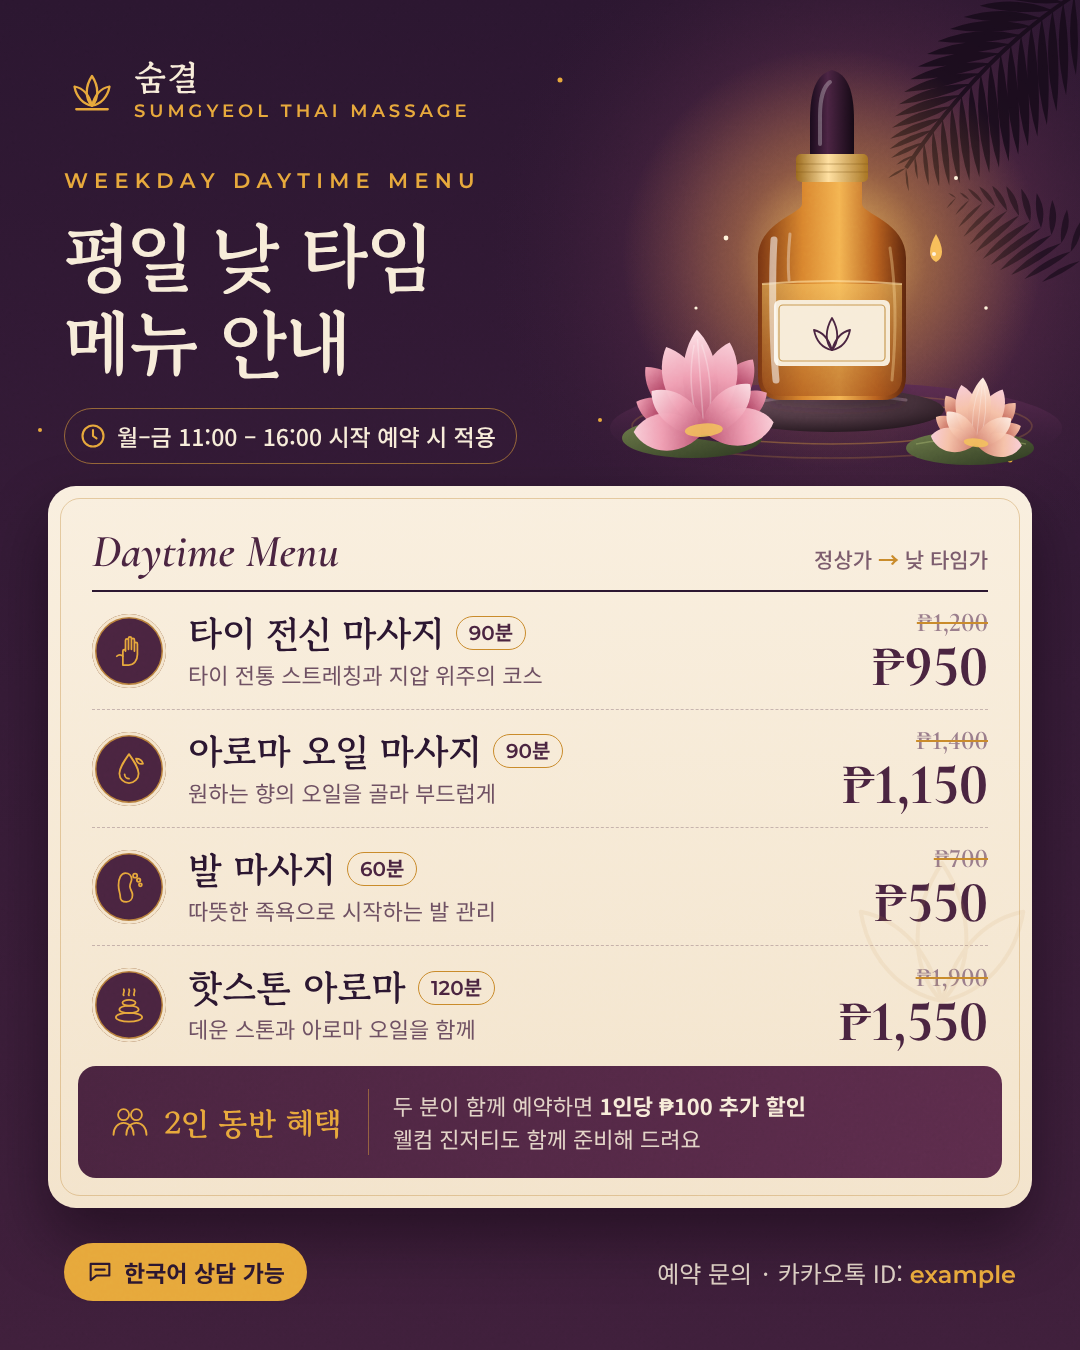 숨결
SUMGYEOL THAI MASSAGE
WEEKDAY DAYTIME MENU
평일 낮 타임
메뉴 안내
월–금 11:00 – 16:00 시작 예약 시 적용
Daytime Menu
정상가 → 낮 타임가
타이 전신 마사지 90분
타이 전통 스트레칭과 지압 위주의 코스
₱1,200
₱950
아로마 오일 마사지 90분
원하는 향의 오일을 골라 부드럽게
₱1,400
₱1,150
발 마사지 60분
따뜻한 족욕으로 시작하는 발 관리
₱700
₱550
핫스톤 아로마 120분
데운 스톤과 아로마 오일을 함께
₱1,900
₱1,550
2인 동반 혜택
두 분이 함께 예약하면 1인당 ₱100 추가 할인
웰컴 진저티도 함께 준비해 드려요
한국어 상담 가능
예약 문의 · 카카오톡 ID: example